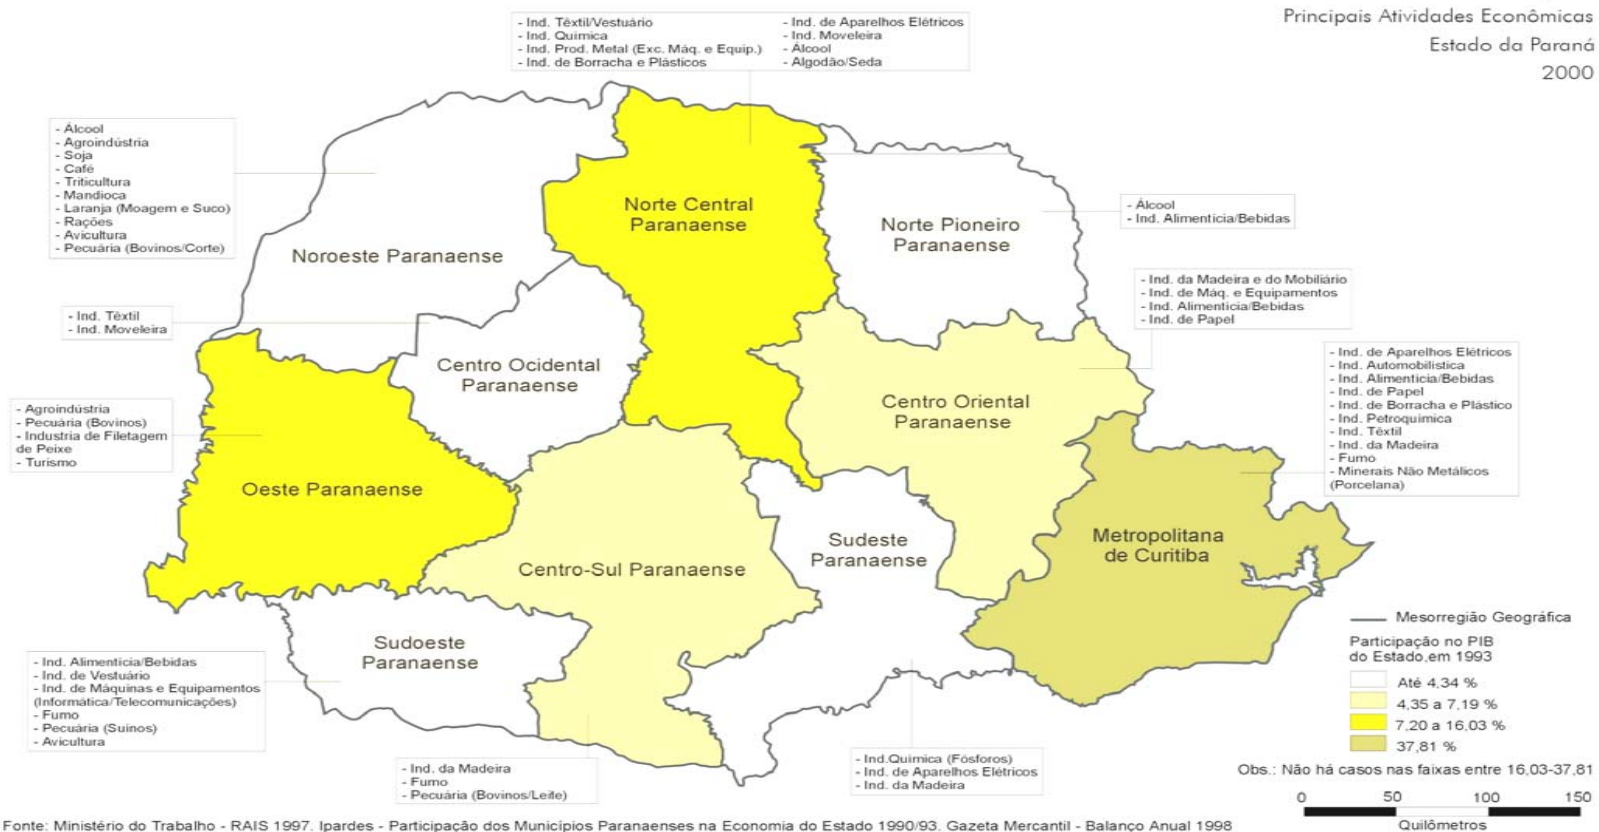 Principais Atividades Econômicas
Estado da Paraná
2000
- Ind. Têxtil/Vestuário
- Ind. Química
- Ind. Prod. Metal (Exc. Máq. e Equip.)
- Ind. de Borracha e Plásticos
- Ind. de Aparelhos Elétricos
- Ind. Moveleira
- Álcool
- Algodão/Seda
- Álcool
- Agroindústria
- Soja
- Café
- Triticultura
- Mandioca
- Laranja (Moagem e Suco)
- Rações
- Avicultura
- Pecuária (Bovinos/Corte)
Noroeste Paranaense
Norte Central
Paranaense
Norte Pioneiro
Paranaense
- Álcool
- Ind. Alimentícia/Bebidas
- Ind. da Madeira e do Mobiliário
- Ind. de Máq. e Equipamentos
- Ind. Alimentícia/Bebidas
- Ind. de Papel
- Ind. Têxtil
- Ind. Moveleira
Centro Ocidental
Paranaense
Centro Oriental
Paranaense
- Ind. de Aparelhos Elétricos
- Ind. Automobilística
- Ind. Alimentícia/Bebidas
- Ind. de Papel
- Ind. de Borracha e Plástico
- Ind. Petroquímica
- Ind. Têxtil
- Ind. da Madeira
- Fumo
- Minerais Não Metálicos
(Porcelana)
- Agroindústria
- Pecuária (Bovinos)
- Industria de Filetagem
de Peixe
- Turismo
Oeste Paranaense
Centro-Sul Paranaense
Sudeste
Paranaense
Metropolitana
de Curitiba
Sudoeste
Paranaense
- Ind. Alimentícia/Bebidas
- Ind. de Vestuário
- Ind. de Máquinas e Equipamentos
(Informática/Telecomunicações)
- Fumo
- Pecuária (Suínos)
- Avicultura
- Ind. da Madeira
- Fumo
- Pecuária (Bovinos/Leite)
- Ind.Química (Fósforos)
- Ind. de Aparelhos Elétricos
- Ind. da Madeira
Mesorregião Geográfica
Participação no PIB
do Estado,em 1993
Até 4,34 %
4,35 a 7,19 %
7,20 a 16,03 %
37,81 %
Obs.: Não há casos nas faixas entre 16,03-37,81
0 50 100 150
Quilômetros
Fonte: Ministério do Trabalho - RAIS 1997. Ipardes - Participação dos Municípios Paranaenses na Economia do Estado 1990/93. Gazeta Mercantil - Balanço Anual 1998